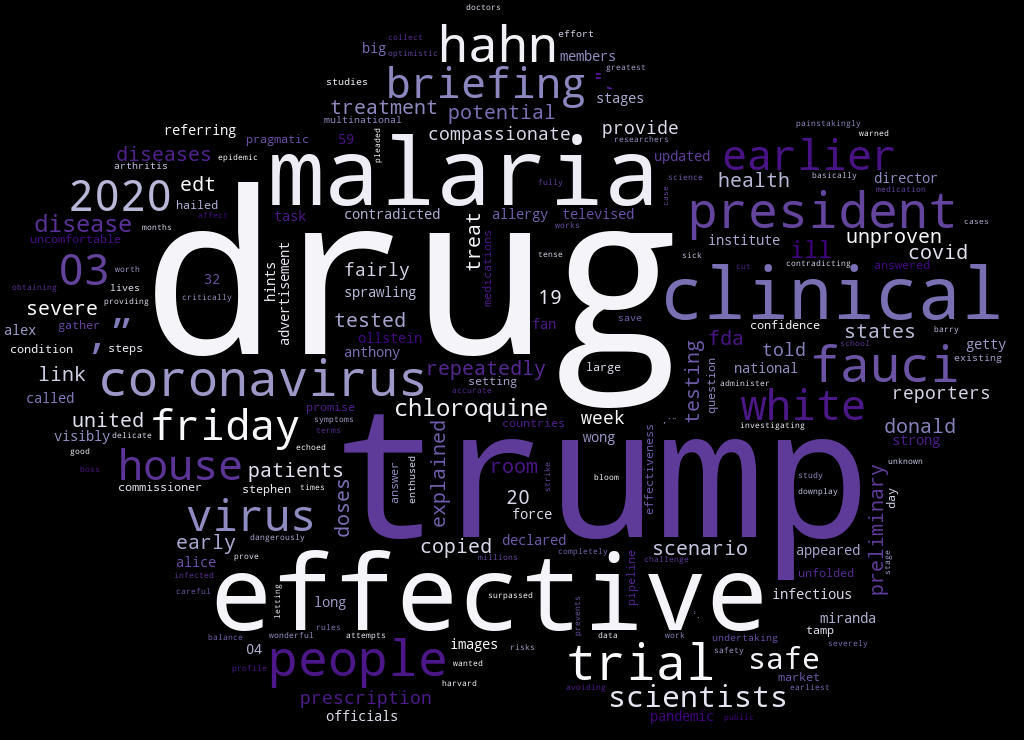 doctors
collect
optimistic
big
hahn
effort
members
greatest
studies
briefing
stages
treatment
potential
multinational
referring
pragmatic
59
pleaded
compassionate
provide
researchers
painstakingly
warned
diseases
epidemic
arthritis
malaria
updated
earlier
basically
science
case
health
director
medication
2020
edt
hailed
months
affect
fully
task
contradicted
allergy
televised
works
president
cases
disease
uncomfortable
drug
treat
tense
sick
institute
ill
unproven
covid
contradicting
answered
03
worth
obtaining
lives
providing
32
critically
hints
advertisement
fairly
sprawling
medications
19
clinical
cut
severe
gather
alex
”
,
steps
condition
tested
ollstein
anthony
fan
save
confidence
fda
states
barry
school
getty
existing
link
called
coronavirus
repeatedly
setting
accurate
large
testing
question
told
national
administer
fauci
reporters
united
visibly
delicate
good
boss
friday
promise
symptoms
terms
echoed
chloroquine
countries
week
wong
white
investigating
donald
strong
unknown
house
commissioner
patients
stephen
times
trump
answer
enthused
explained
room
strike
20
force
bloom
effectiveness
study
downplay
preliminary
day
virus
doses
early
alice
dangerously
prove
infected
careful
copied
declared
millions
completely
scenario
challenge
appeared
unfolded
stage
pipeline
effective
letting
long
surpassed
prevents
infectious
miranda
tamp
severely
balance
wonderful
rules
attempts
04
data
work
undertaking
safety
people
profile
images
wanted
harvard
risks
trial
safe
market
earliest
avoiding
prescription
scientists
officials
pandemic
public